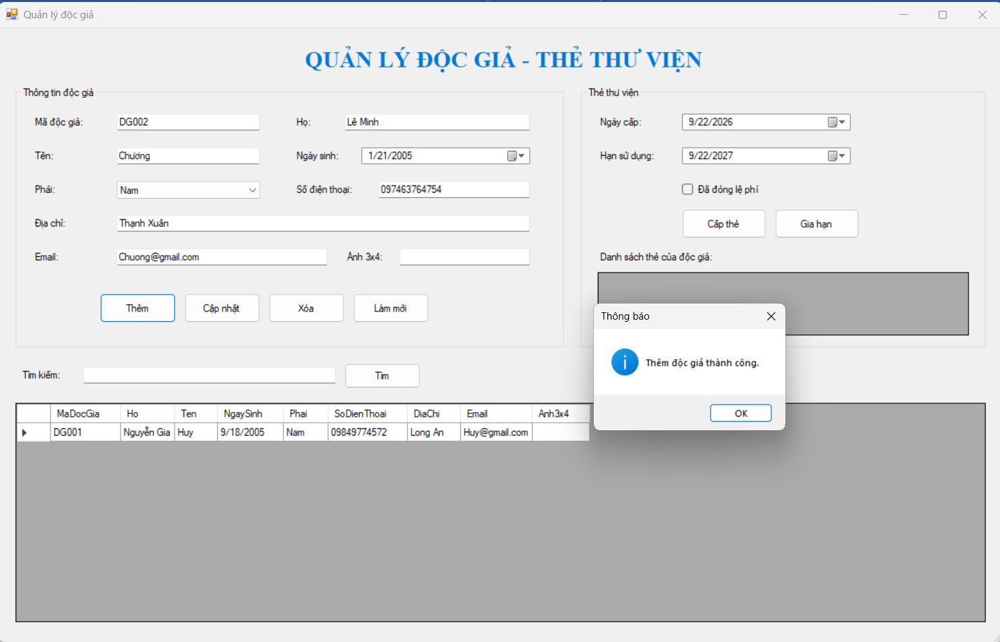 Quản lý độc giả
QUẢN LÝ ĐỘC GIẢ - THẺ THƯ VIỆN
Thông tin độc giả
Mã độc giả: DG002 Họ: Lê Minh
Tên: Chương Ngày sinh: 1/21/2005
Phái: Nam Số điện thoại: 097463764754
Địa chỉ: Thạnh Xuân
Email: Chuong@gmail.com Ảnh 3x4:
Thêm Cập nhật Xóa Làm mới
Thẻ thư viện
Ngày cấp: 9/22/2026
Hạn sử dụng: 9/22/2027
Đã đóng lệ phí
Cấp thẻ Gia hạn
Danh sách thẻ của độc giả:
Thông báo
Thêm độc giả thành công.
OK
Tìm kiếm: Tìm
MaDocGia Ho Ten NgaySinh Phai SoDienThoai DiaChi Email Anh3x4
DG001 Nguyễn Gia Huy 9/18/2005 Nam 09849774572 Long An Huy@gmail.com